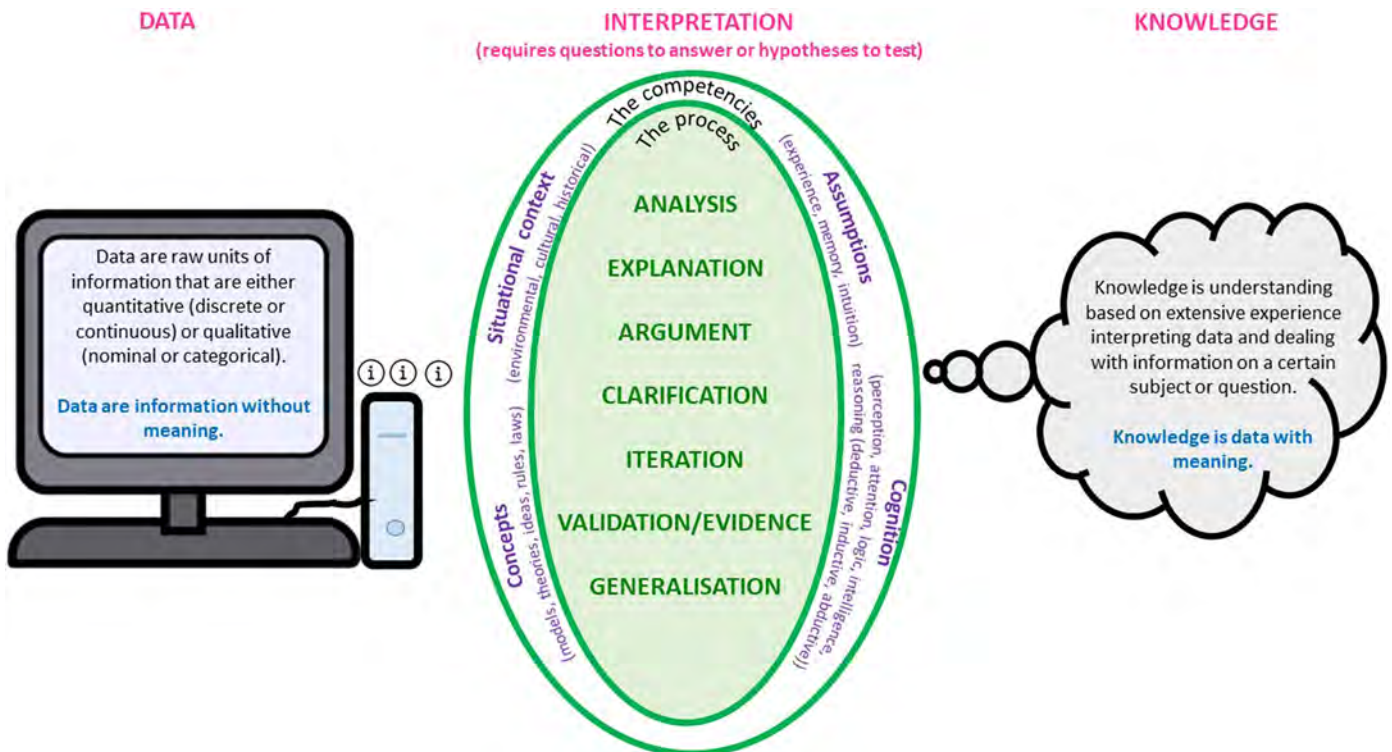 DATA
INTERPRETATION
(requires questions to answer or hypotheses to test)
KNOWLEDGE
Data are raw units of
information that are either
quantitative (discrete or
continuous) or qualitative
(nominal or categorical).
Data are information without
meaning.
i i i
The competencies
The process
Situational context
(environmental, cultural, historical)
Concepts
(models, theories, ideas, rules, laws)
ANALYSIS
EXPLANATION
ARGUMENT
CLARIFICATION
ITERATION
VALIDATION/EVIDENCE
GENERALISATION
Assumptions
(experience, memory, intuition)
Cognition
(perception, attention, logic, intelligence,
reasoning (deductive, inductive, abductive))
Knowledge is understanding
based on extensive experience
interpreting data and dealing
with information on a certain
subject or question.
Knowledge is data with
meaning.